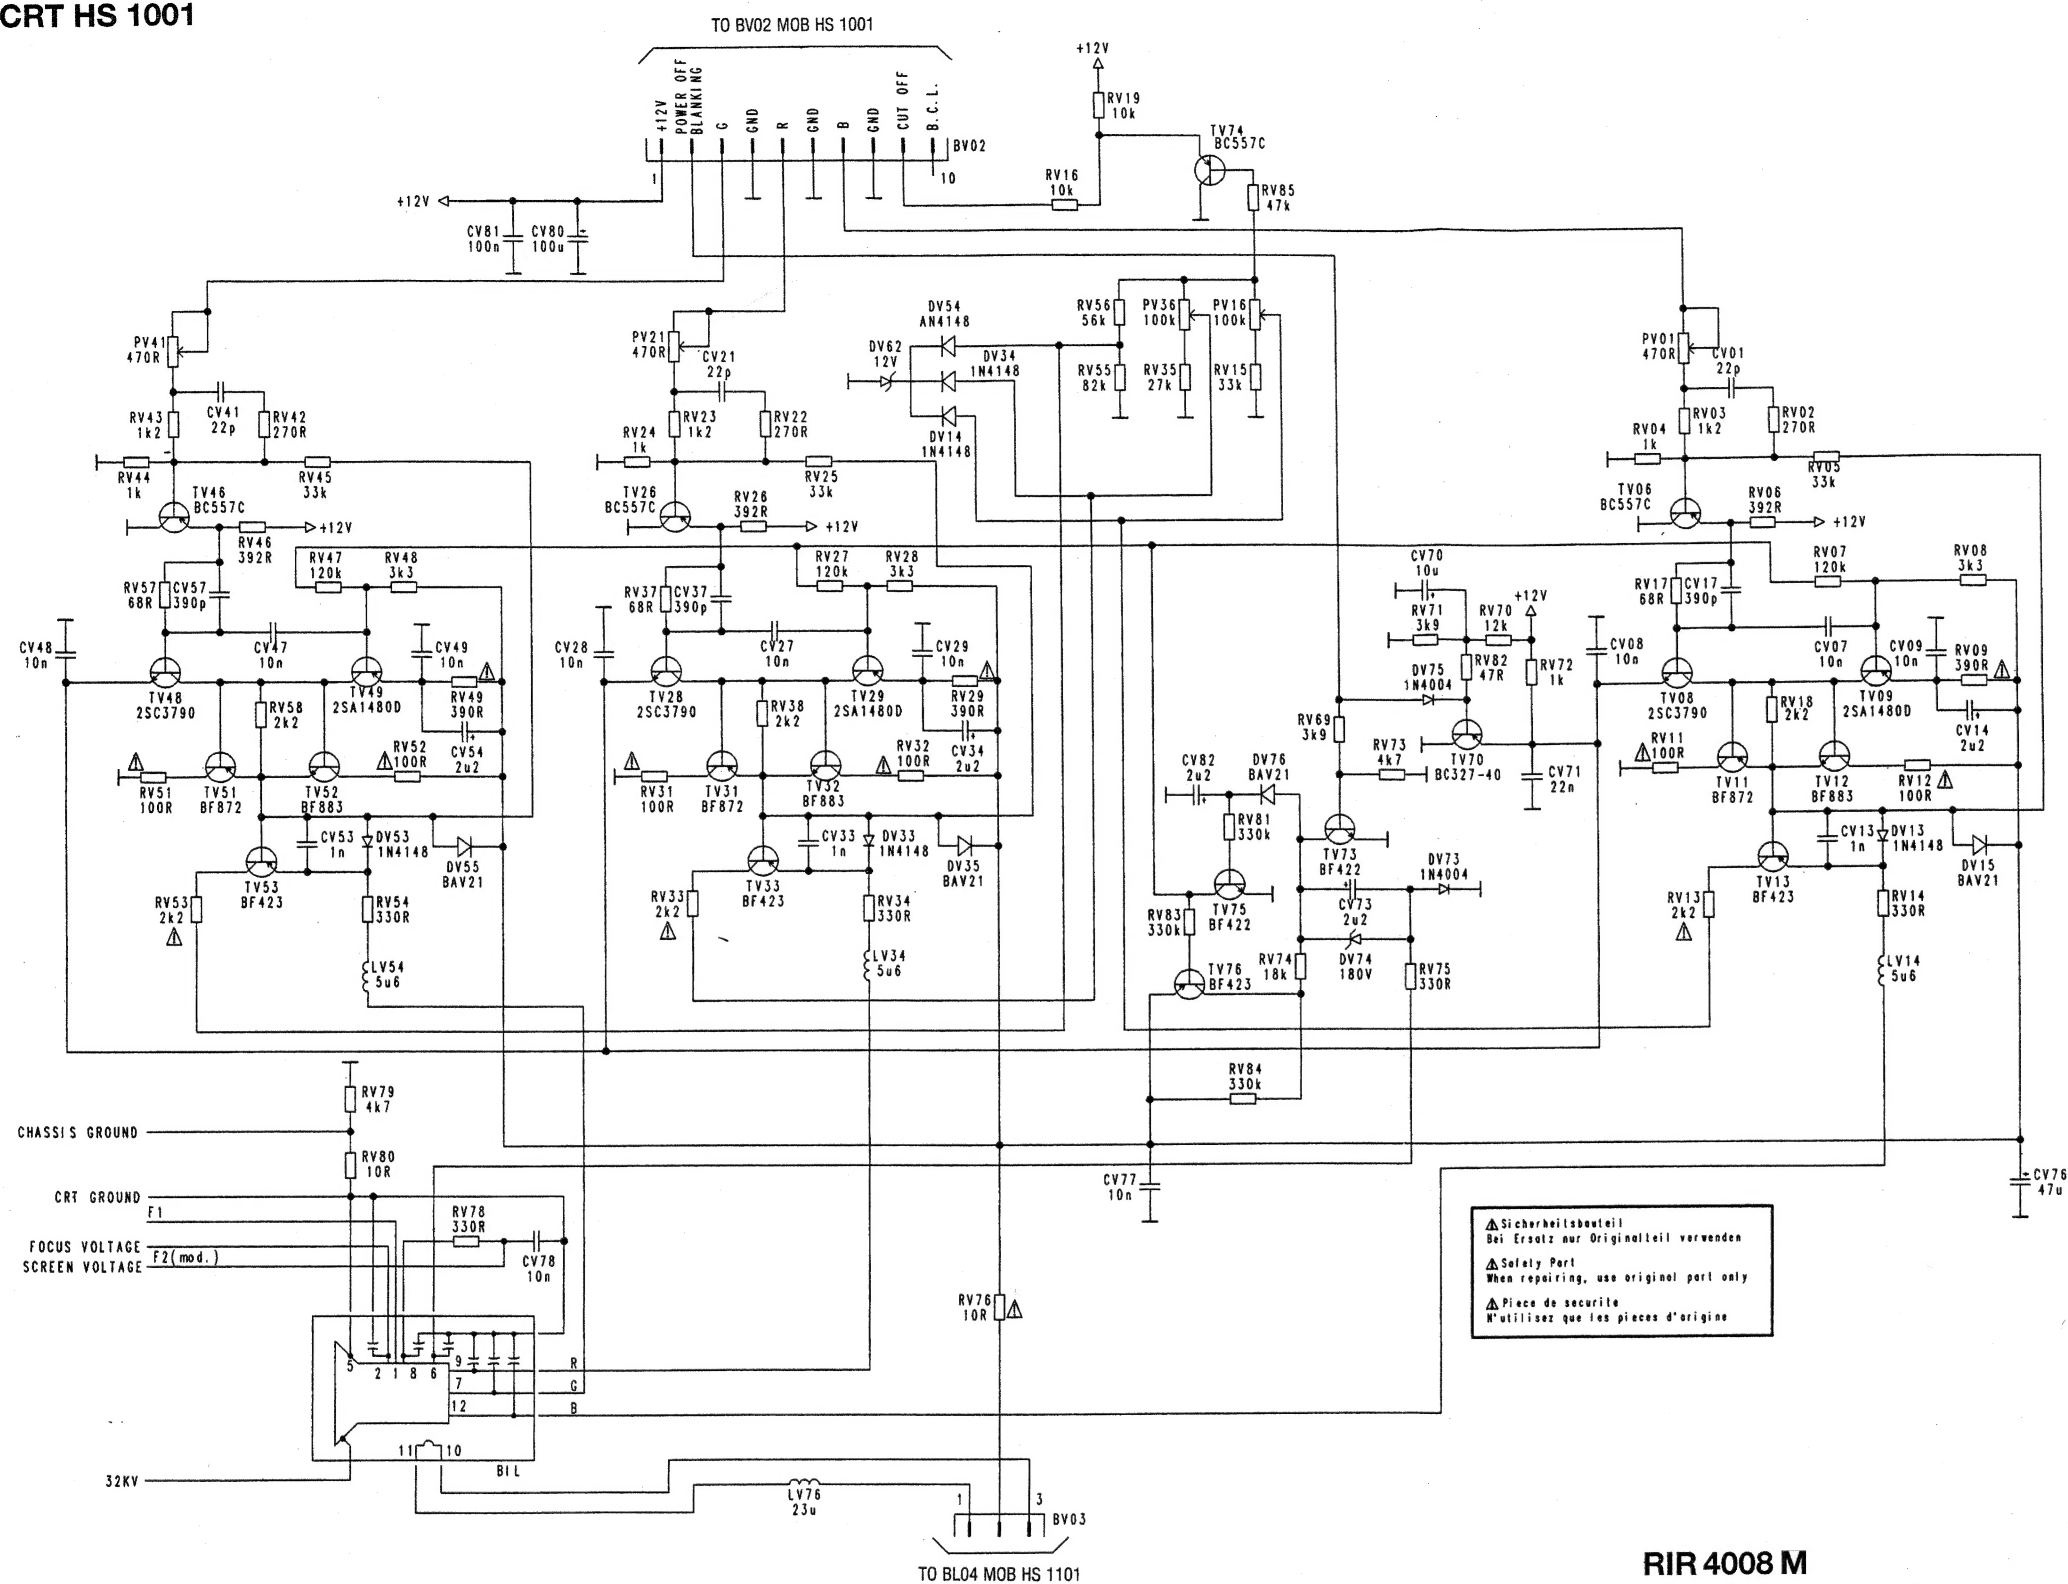 CRT HS 1001
TO BV02 MOB HS 1001
+12V
POWER OFF
BLANKING
G
GND
R
GND
B
GND
CUT OFF
B.C.L.
BV02
1
10
+12V
RV19
10k
TV74
BC557C
RV16
10k
RV85
47k
+12V
CV81
100n
CV80
100u
PV41
470R
CV41
22p
RV43
1k2
RV42
270R
RV44
1k
RV45
33k
TV46
BC557C
RV46
392R
+12V
RV57
68R
CV57
390p
RV47
120k
RV48
3k3
CV47
10n
CV48
10n
CV49
10n
TV48
2SC3790
TV49
2SA1480D
RV49
390R
RV58
2k2
CV54
2u2
RV51
100R
TV51
BF872
TV52
BF883
RV52
100R
CV53
1n
DV53
1N4148
DV55
BAV21
TV53
BF423
RV53
2k2
RV54
330R
LV54
5u6
PV21
470R
CV21
22p
RV23
1k2
RV22
270R
RV24
1k
RV25
33k
TV26
BC557C
RV26
392R
+12V
RV37
68R
CV37
390p
RV27
120k
RV28
3k3
CV27
10n
CV28
10n
CV29
10n
TV28
2SC3790
TV29
2SA1480D
RV29
390R
RV38
2k2
CV34
2u2
RV31
100R
TV31
BF872
TV32
BF883
RV32
100R
CV33
1n
DV33
1N4148
DV35
BAV21
TV33
BF423
RV33
2k2
RV34
330R
LV34
5u6
DV54
AN4148
DV62
12V
DV34
1N4148
DV14
1N4148
RV56
56k
PV36
100k
PV16
100k
RV55
82k
RV35
27k
RV15
33k
CV70
10u
RV71
3k9
RV70
12k
+12V
RV82
47R
RV72
1k
DV75
1N4004
RV69
3k9
RV73
4k7
TV70
BC327-40
CV71
22n
CV82
2u2
DV76
BAV21
RV81
330k
TV73
BF422
DV73
1N4004
CV73
2u2
TV75
BF422
RV83
330k
TV76
BF423
RV74
18k
DV74
180V
RV75
330R
RV84
330k
CV77
10n
PV01
470R
CV01
22p
RV03
1k2
RV02
270R
RV04
1k
RV05
33k
TV06
BC557C
RV06
392R
+12V
RV17
68R
CV17
390p
RV07
120k
RV08
3k3
CV07
10n
CV08
10n
CV09
10n
TV08
2SC3790
TV09
2SA1480D
RV09
390R
RV18
2k2
CV14
2u2
RV11
100R
TV11
BF872
TV12
BF883
RV12
100R
CV13
1n
DV13
1N4148
DV15
BAV21
TV13
BF423
RV13
2k2
RV14
330R
LV14
5u6
CV76
47u
RV79
4k7
CHASSIS GROUND
RV80
10R
CRT GROUND
F1
FOCUS VOLTAGE
F2(mod.)
SCREEN VOLTAGE
RV78
330R
CV78
10n
5
2
1
8
6
9
7
12
R
G
B
11
10
BIL
32KV
RV76
10R
LV76
23u
1
3
BV03
TO BL04 MOB HS 1101
Sicherheitsbauteil
Bei Ersatz nur Originalteil verwenden
Safety Part
When repairing, use original part only
Piece de securite
N'utilisez que les pieces d'origine
RIR 4008 M